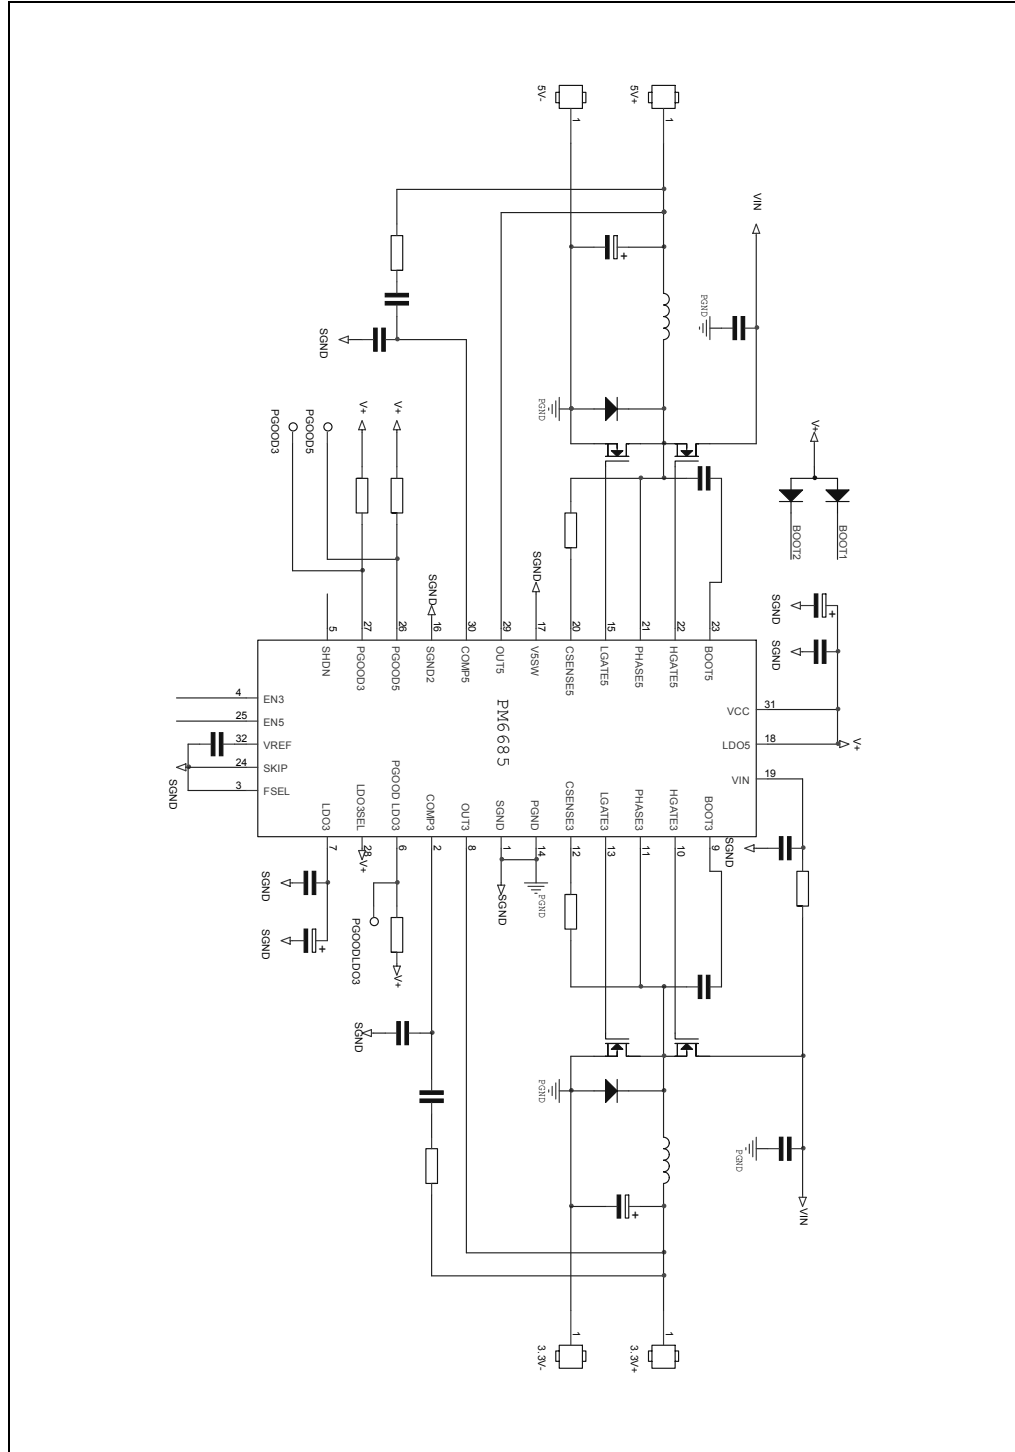 5V-
5V+
1
1
VIN
PGND
SGND
PGND
V+
V+
V+
PGOOD3
PGOOD5
BOOT2
BOOT1
SGND
SGND
SGND
SGND
5
27
26
16
30
29
17
20
15
21
22
23
SHDN
PGOOD3
PGOOD5
SGND2
COMP5
OUT5
V5SW
CSENSE5
LGATE5
PHASE5
HGATE5
BOOT5
4
EN3
25
EN5
32
VREF
24
SKIP
3
FSEL
SGND
PM6685
VCC
31
LDO5
18
V+
VIN
19
LDO3
LDO3SEL
PGOOD LDO3
COMP3
OUT3
SGND
PGND
CSENSE3
LGATE3
PHASE3
HGATE3
BOOT3
7
28
6
2
8
1
14
12
13
11
10
9
SGND
V+
SGND
SGND
PGOODLDO3
V+
SGND
PGND
SGND
PGND
PGND
VIN
1
1
3.3V-
3.3V+